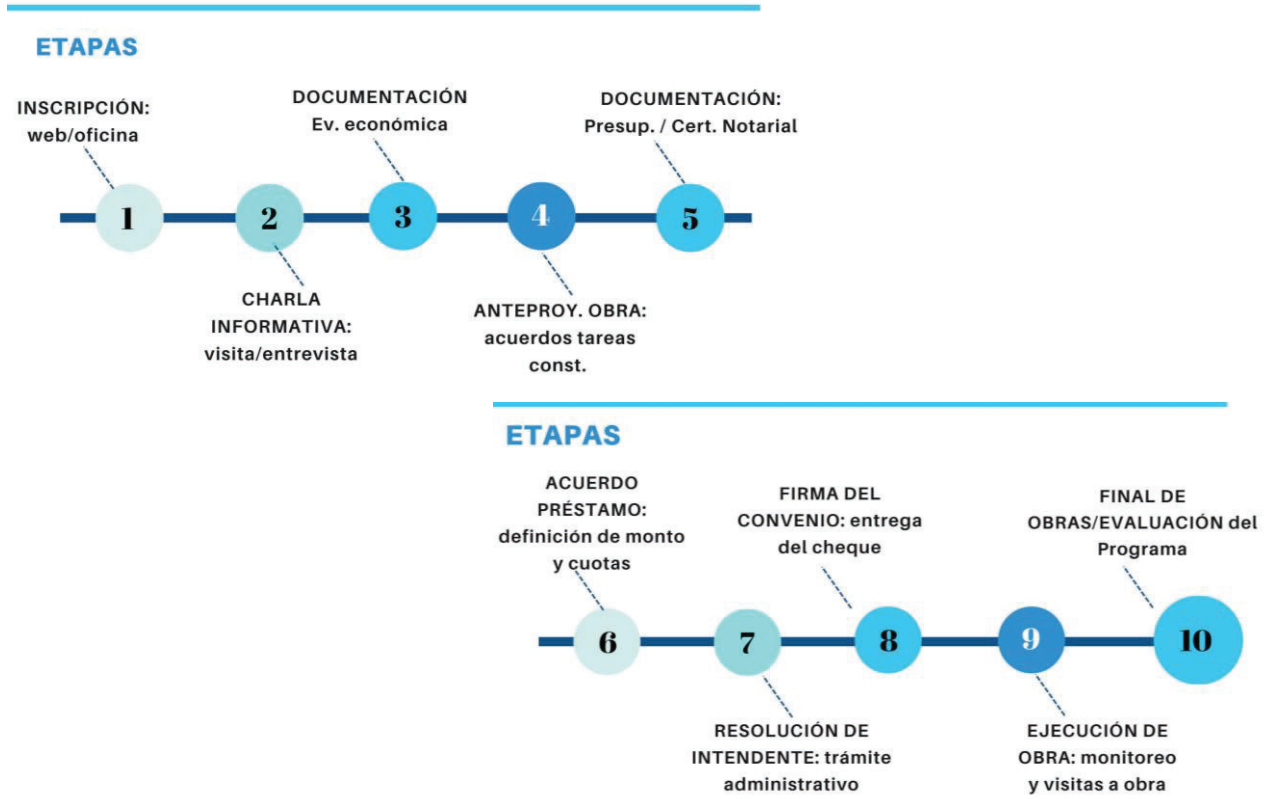 ETAPAS
INSCRIPCIÓN:
web/oficina
DOCUMENTACIÓN
Ev. económica
DOCUMENTACIÓN:
Presup. / Cert. Notarial
1
2
3
4
5
CHARLA
INFORMATIVA:
visita/entrevista
ANTEPROY. OBRA:
acuerdos tareas
const.
ETAPAS
ACUERDO
PRÉSTAMO:
definición de monto
y cuotas
FIRMA DEL
CONVENIO: entrega
del cheque
FINAL DE
OBRAS/EVALUACIÓN del
Programa
6
7
8
9
10
RESOLUCIÓN DE
INTENDENTE: trámite
administrativo
EJECUCIÓN DE
OBRA: monitoreo
y visitas a obra